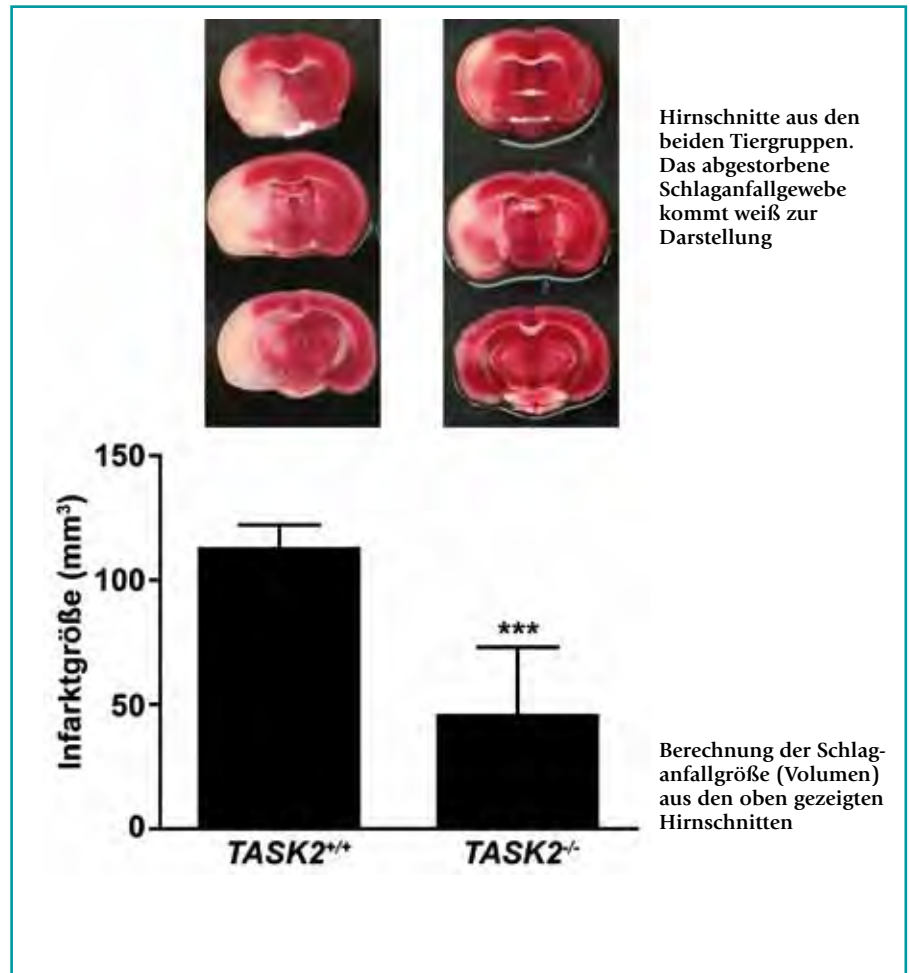 Hirnschnitte aus den
beiden Tiergruppen.
Das abgestorbene
Schlaganfallgewebe
kommt weiß zur
Darstellung
150
100
50
0
Infarktgröße (mm³)
***
TASK2+/+
TASK2-/-
Berechnung der Schlag-
anfallgröße (Volumen)
aus den oben gezeigten
Hirnschnitten